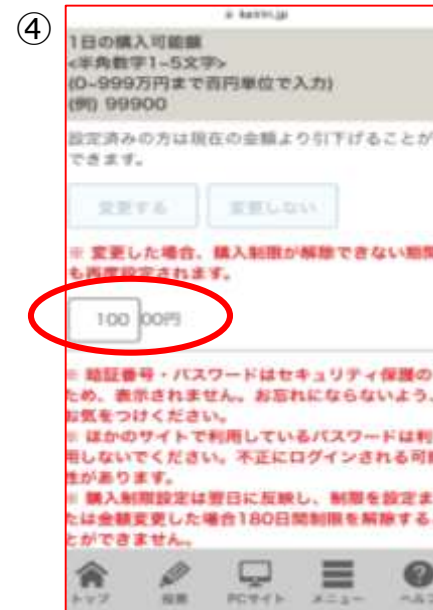 ④
keirin.jp
1日の購入可能額
<半角数字1-5文字>
(0~999万円まで百円単位で入力)
(例) 99900
設定済みの方は現在の金額より引下げることが
できます。
変更する 変更しない
※ 変更した場合、購入制限が解除できない期間
も再度設定されます。
100 00円
※ 暗証番号・パスワードはセキュリティ保護の
ため、表示されません。お忘れにならないよう、
お気をつけください。
※ ほかのサイトで利用しているパスワードは利
用しないでください。不正にログインされる可能
性があります。
※ 購入制限設定は翌日に反映し、制限を設定ま
たは金額変更した場合180日間制限を解除する
とができません。
トップ 投票 PCサイト メニュー ヘルプ